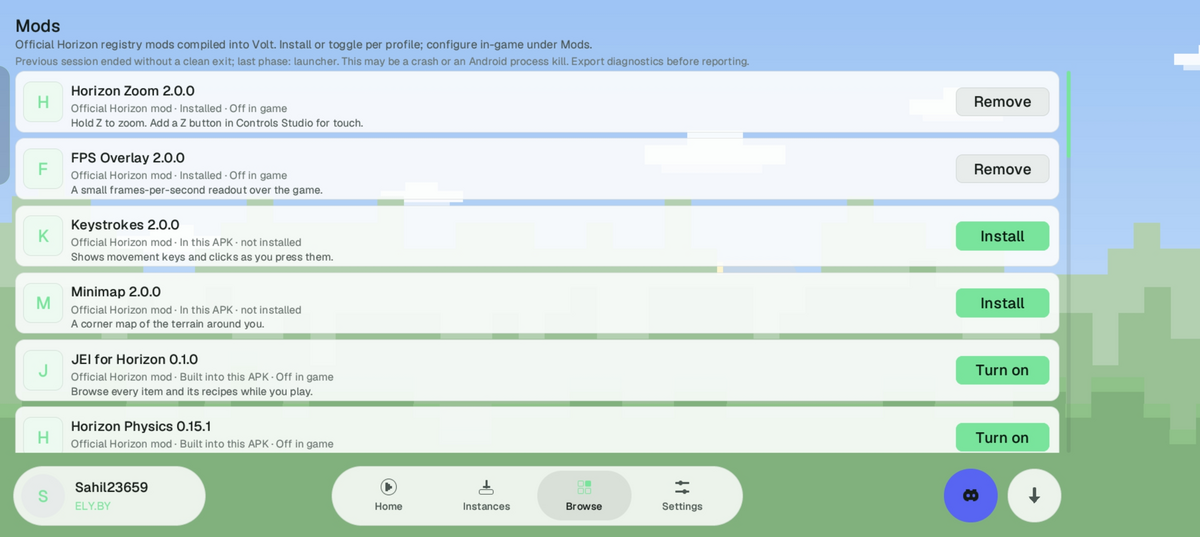 Mods
Official Horizon registry mods compiled into Volt. Install or toggle per profile; configure in-game under Mods.
Previous session ended without a clean exit; last phase: launcher. This may be a crash or an Android process kill. Export diagnostics before reporting.
H
Horizon Zoom 2.0.0
Official Horizon mod · Installed · Off in game
Hold Z to zoom. Add a Z button in Controls Studio for touch.
Remove
F
FPS Overlay 2.0.0
Official Horizon mod · Installed · Off in game
A small frames-per-second readout over the game.
Remove
K
Keystrokes 2.0.0
Official Horizon mod · In this APK · not installed
Shows movement keys and clicks as you press them.
Install
M
Minimap 2.0.0
Official Horizon mod · In this APK · not installed
A corner map of the terrain around you.
Install
J
JEI for Horizon 0.1.0
Official Horizon mod · Built into this APK · Off in game
Browse every item and its recipes while you play.
Turn on
H
Horizon Physics 0.15.1
Official Horizon mod · Built into this APK · Off in game
Turn on
S
Sahil23659
ELY.BY
Home
Instances
Browse
Settings